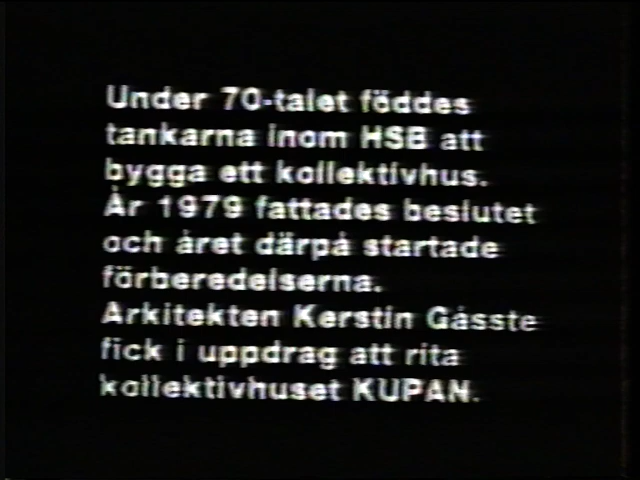 Under 70-talet föddes
tankarna inom HSB att
bygga ett kollektivhus.
År 1979 fattades beslutet
och året därpå startade
förberedelserna.
Arkitekten Kerstin Gåsste
fick i uppdrag att rita
kollektivhuset KUPAN.